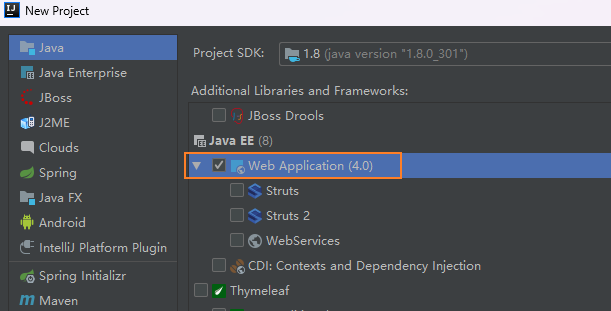 New Project
Java
Java Enterprise
JBoss
J2ME
Clouds
Spring
Java FX
Android
IntelliJ Platform Plugin
Spring Initializr
Maven
Project SDK: 1.8 (java version "1.8.0_301")
Additional Libraries and Frameworks:
JBoss Drools
Java EE (8)
Web Application (4.0)
Struts
Struts 2
WebServices
CDI: Contexts and Dependency Injection
Thymeleaf